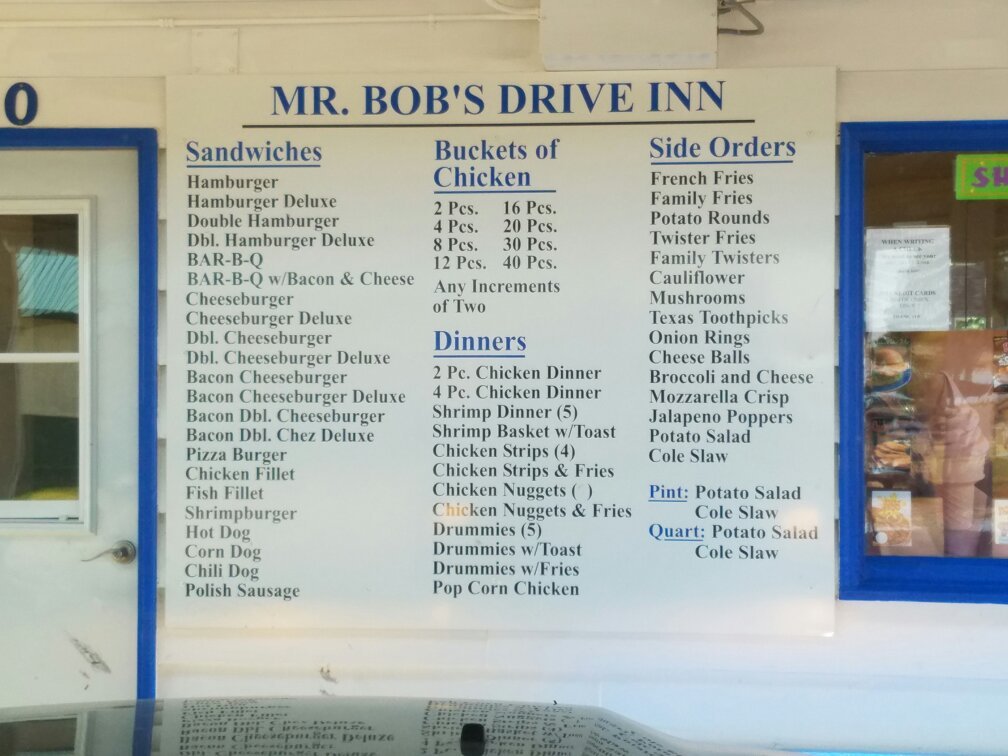 0
MR. BOB'S DRIVE INN
Sandwiches
Hamburger
Hamburger Deluxe
Double Hamburger
Dbl. Hamburger Deluxe
BAR-B-Q
BAR-B-Q w/Bacon & Cheese
Cheeseburger
Cheeseburger Deluxe
Dbl. Cheeseburger
Dbl. Cheeseburger Deluxe
Bacon Cheeseburger
Bacon Cheeseburger Deluxe
Bacon Dbl. Cheeseburger
Bacon Dbl. Chez Deluxe
Pizza Burger
Chicken Fillet
Fish Fillet
Shrimpburger
Hot Dog
Corn Dog
Chili Dog
Polish Sausage
Buckets of
Chicken
2 Pcs. 16 Pcs.
4 Pcs. 20 Pcs.
8 Pcs. 30 Pcs.
12 Pcs. 40 Pcs.
Any Increments
of Two
Dinners
2 Pc. Chicken Dinner
4 Pc. Chicken Dinner
Shrimp Dinner (5)
Shrimp Basket w/Toast
Chicken Strips (4)
Chicken Strips & Fries
Chicken Nuggets ( )
Chicken Nuggets & Fries
Drummies (5)
Drummies w/Toast
Drummies w/Fries
Pop Corn Chicken
Side Orders
French Fries
Family Fries
Potato Rounds
Twister Fries
Family Twisters
Cauliflower
Mushrooms
Texas Toothpicks
Onion Rings
Cheese Balls
Broccoli and Cheese
Mozzarella Crisp
Jalapeno Poppers
Potato Salad
Cole Slaw
Pint: Potato Salad
Cole Slaw
Quart: Potato Salad
Cole Slaw
SH
WHEN WRITING